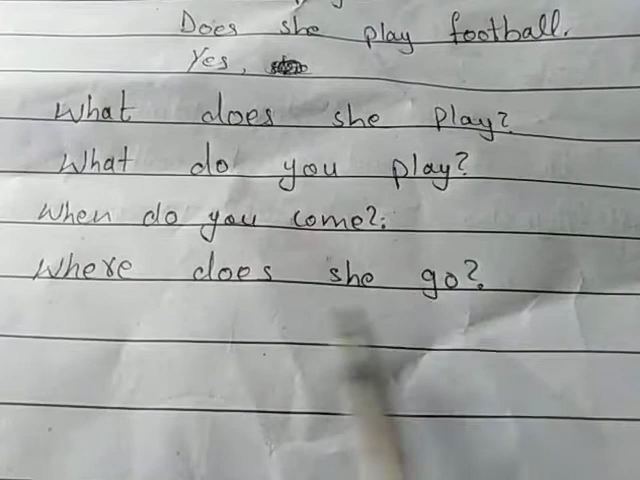 Does she play football.
Yes,
What does she play?
What do you play?
When do you come?.
Where does she go?